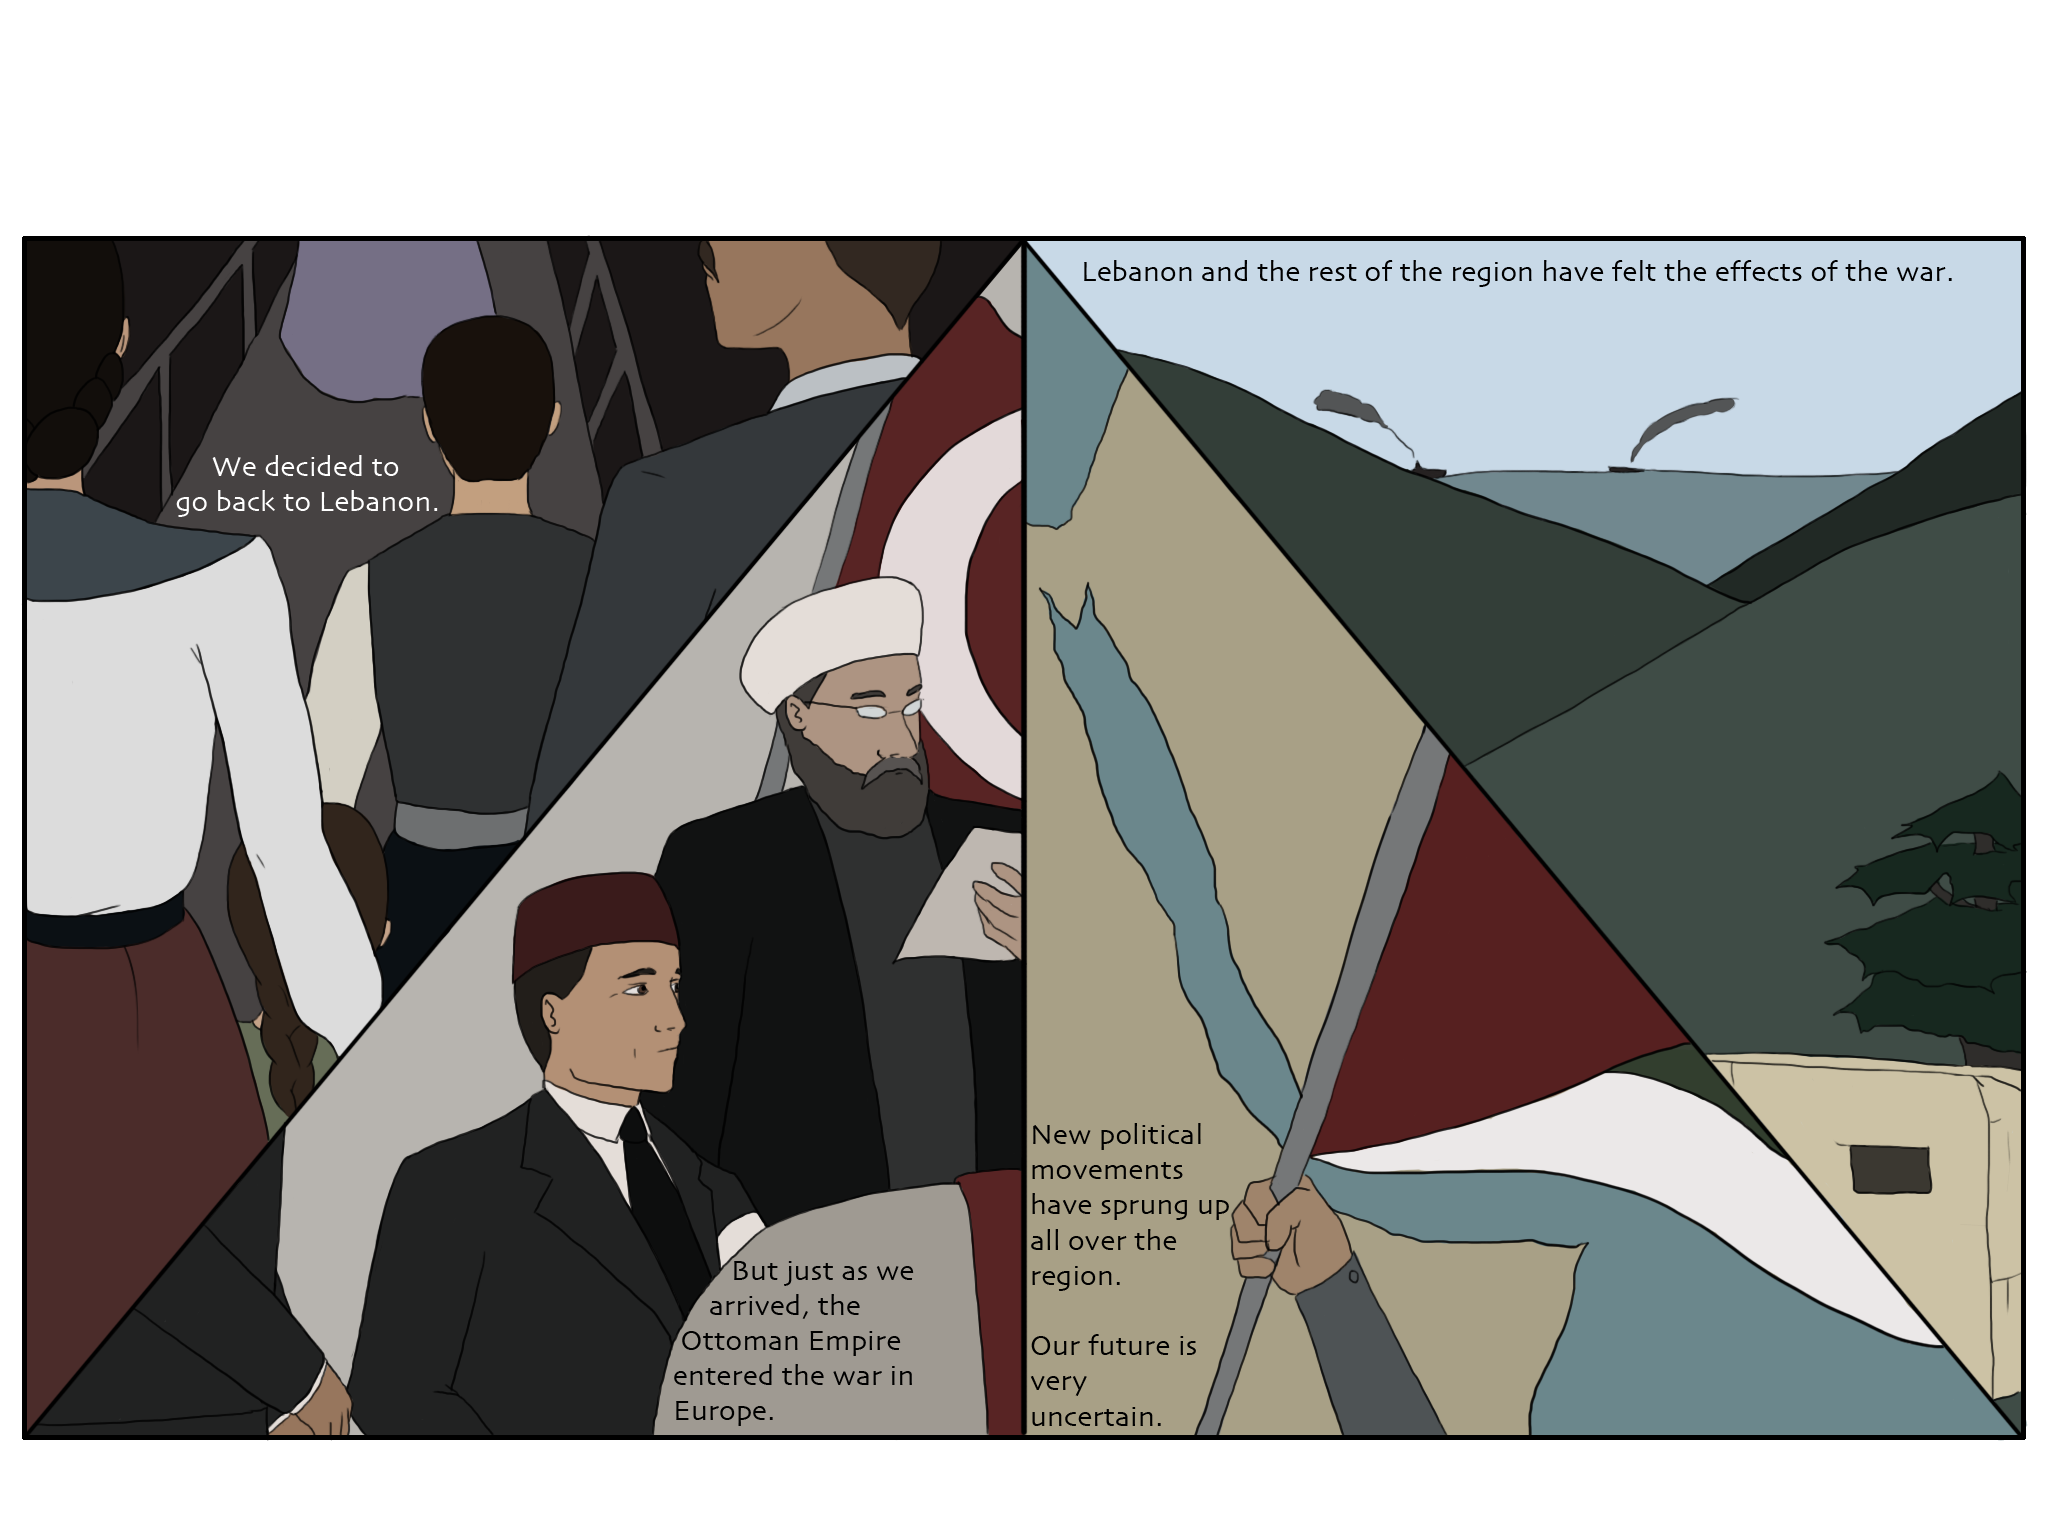 We decided to
go back to Lebanon.
But just as we
arrived, the
Ottoman Empire
entered the war in
Europe.
Lebanon and the rest of the region have felt the effects of the war.
New political
movements
have sprung up
all over the
region.
Our future is
very
uncertain.